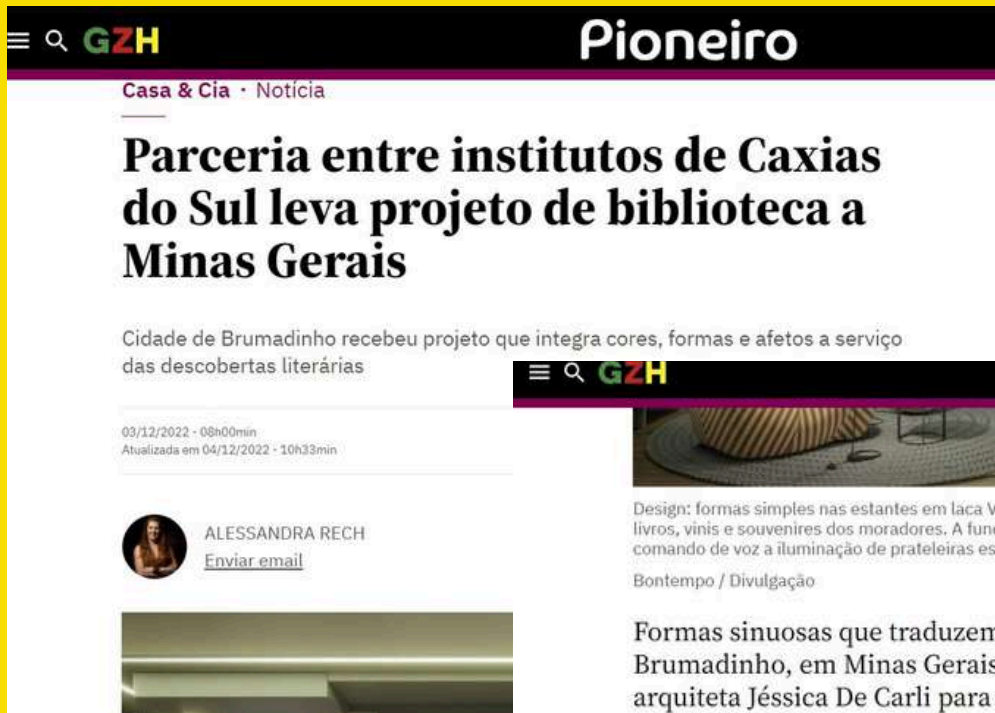 GZH
Pioneiro
Casa & Cia · Notícia
Parceria entre institutos de Caxias
do Sul leva projeto de biblioteca a
Minas Gerais
Cidade de Brumadinho recebeu projeto que integra cores, formas e afetos a serviço
das descobertas literárias
03/12/2022 - 08h00min
Atualizada em 04/12/2022 - 10h33min
ALESSANDRA RECH
Enviar email
GZH
Design: formas simples nas estantes em laca
livros, vinis e souvenires dos moradores. A
comando de voz a iluminação de prateleiras
Bontempo / Divulgação
Formas sinuosas que
Brumadinho, em Minas Gerais
arquiteta Jéssica De Carli para